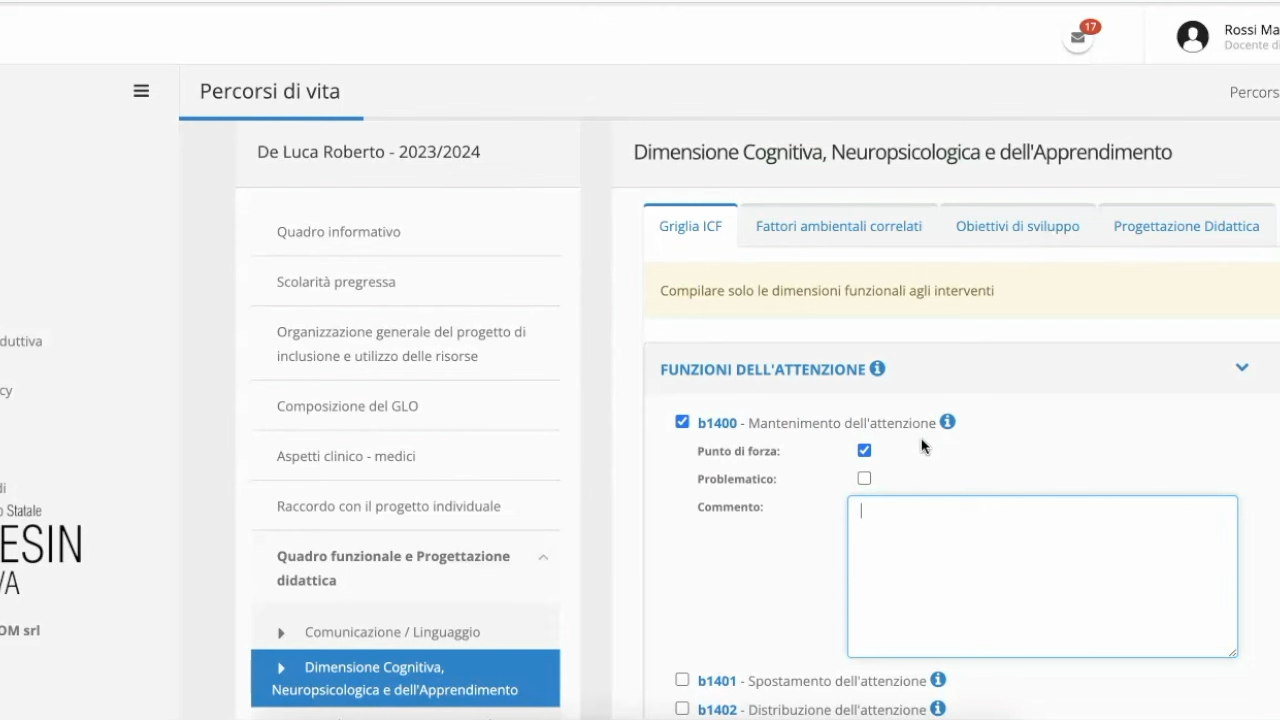 17
Rossi Ma
Docente di
Percorsi di vita
Percors
De Luca Roberto - 2023/2024
Quadro informativo
Scolarità pregressa
Organizzazione generale del progetto di
inclusione e utilizzo delle risorse
Composizione del GLO
Aspetti clinico - medici
Raccordo con il progetto individuale
Quadro funzionale e Progettazione
didattica
Comunicazione / Linguaggio
Dimensione Cognitiva,
Neuropsicologica e dell'Apprendimento
duttiva
cy
di
o Statale
ESIN
VA
OM srl
Dimensione Cognitiva, Neuropsicologica e dell'Apprendimento
Griglia ICF
Fattori ambientali correlati
Obiettivi di sviluppo
Progettazione Didattica
Compilare solo le dimensioni funzionali agli interventi
FUNZIONI DELL'ATTENZIONE
b1400 - Mantenimento dell'attenzione
Punto di forza:
Problematico:
Commento:
b1401 - Spostamento dell'attenzione
b1402 - Distribuzione dell'attenzione